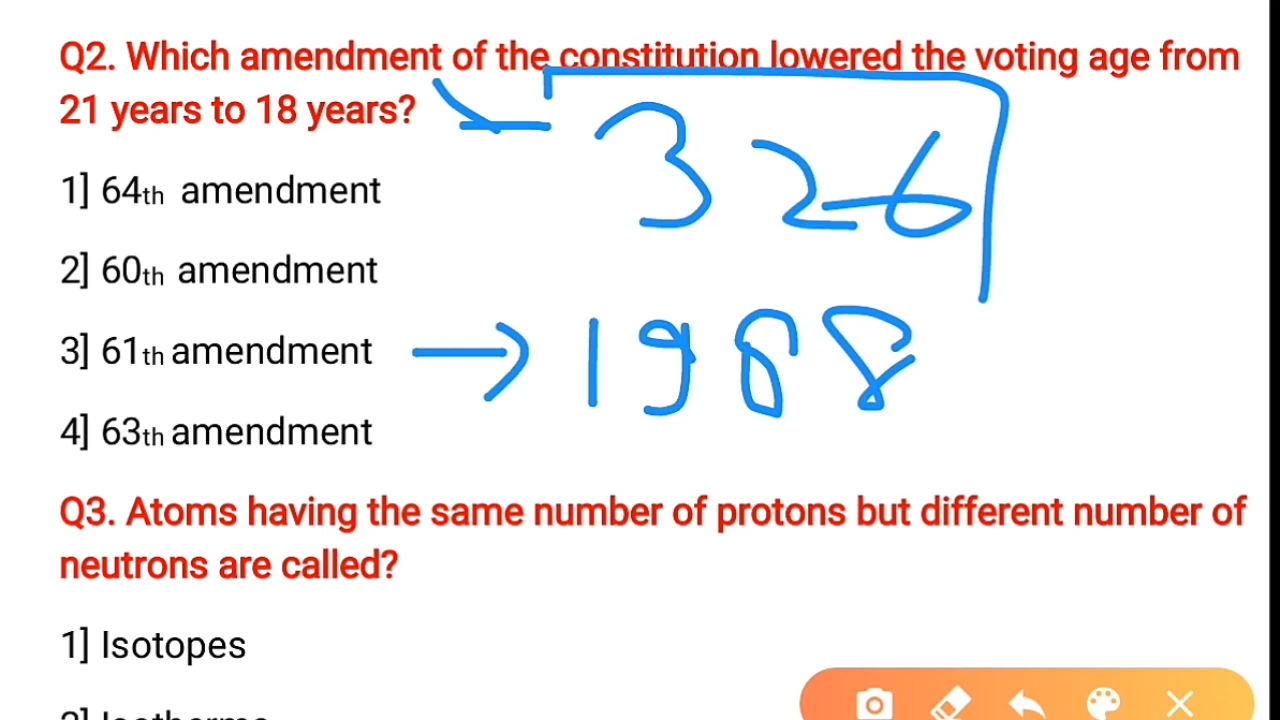 Q2. Which amendment of the constitution lowered the voting age from
21 years to 18 years?
326
1] 64th amendment
2] 60th amendment
3] 61th amendment → 1988
4] 63th amendment
Q3. Atoms having the same number of protons but different number of
neutrons are called?
1] Isotopes